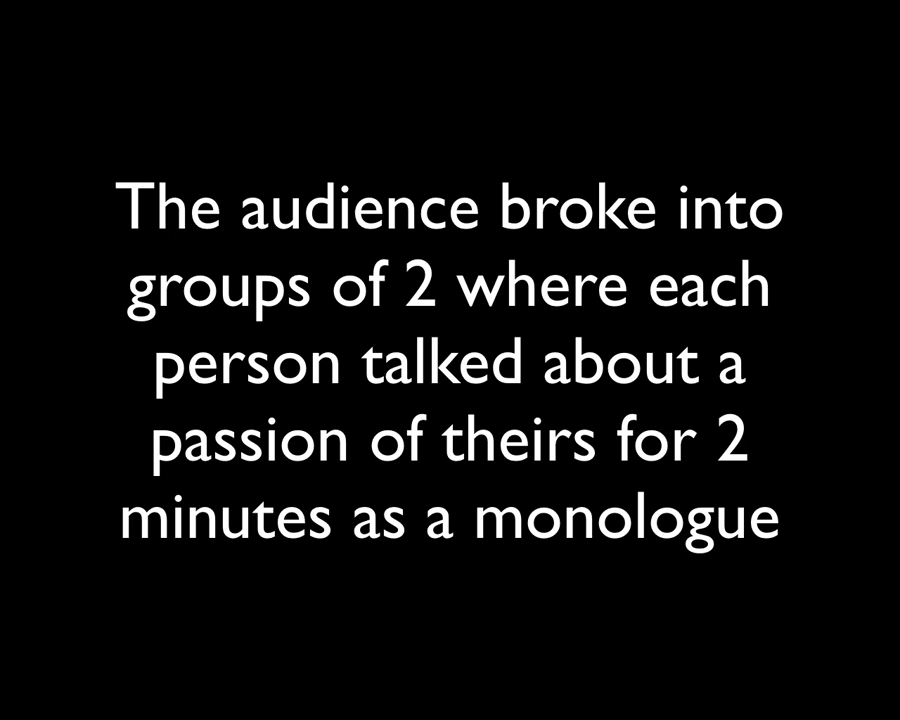 The audience broke into
groups of 2 where each
person talked about a
passion of theirs for 2
minutes as a monologue